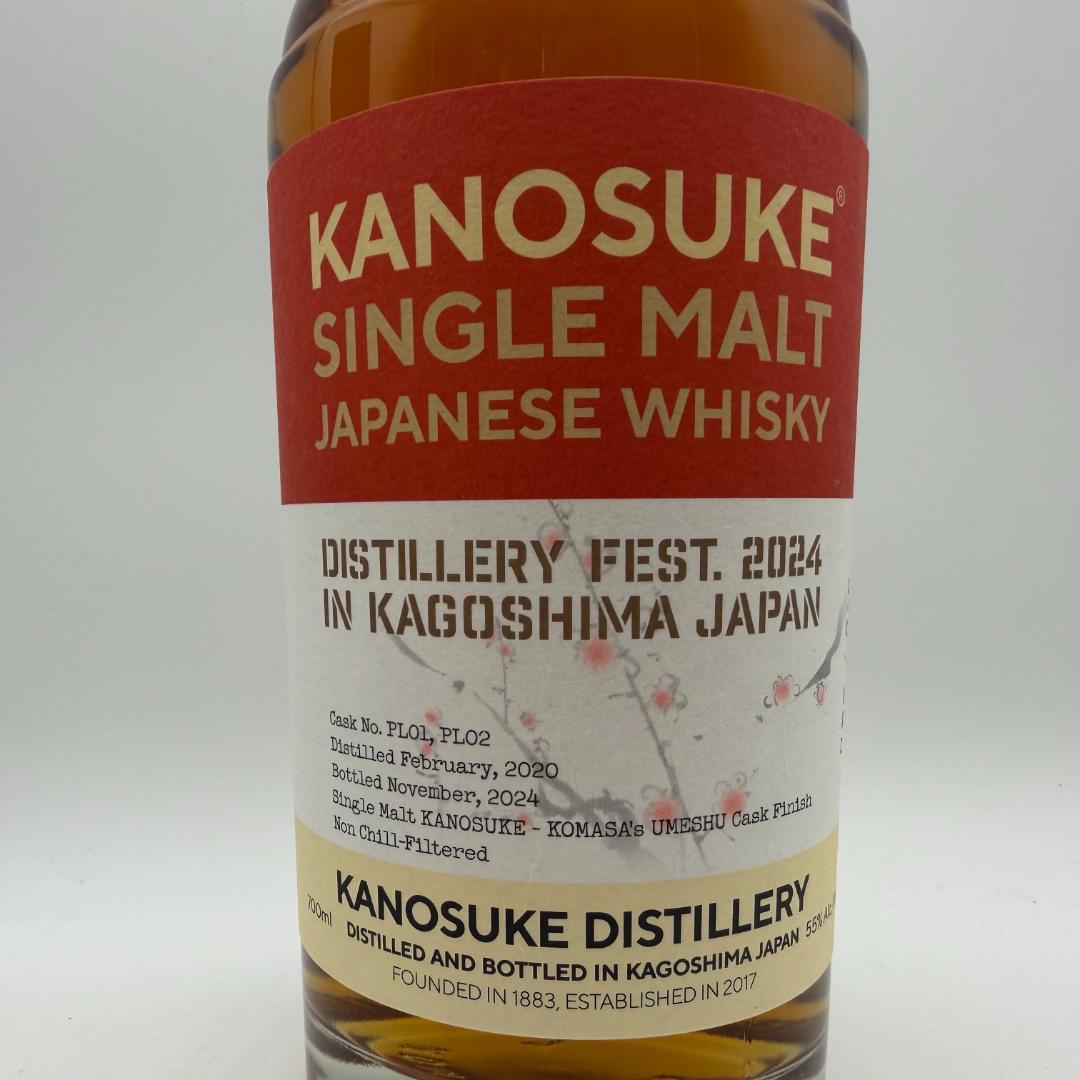 KANOSUKE®
SINGLE MALT
JAPANESE WHISKY
DISTILLERY FEST. 2024
IN KAGOSHIMA JAPAN
Cask No. PL01, PL02
Distilled February, 2020
Bottled November, 2024
Single Malt KANOSUKE - KOMASA's UMESHU Cask Finish
Non Chill-Filtered
KANOSUKE DISTILLERY
700ml
55%
DISTILLED AND BOTTLED IN KAGOSHIMA JAPAN
FOUNDED IN 1883, ESTABLISHED IN 2017